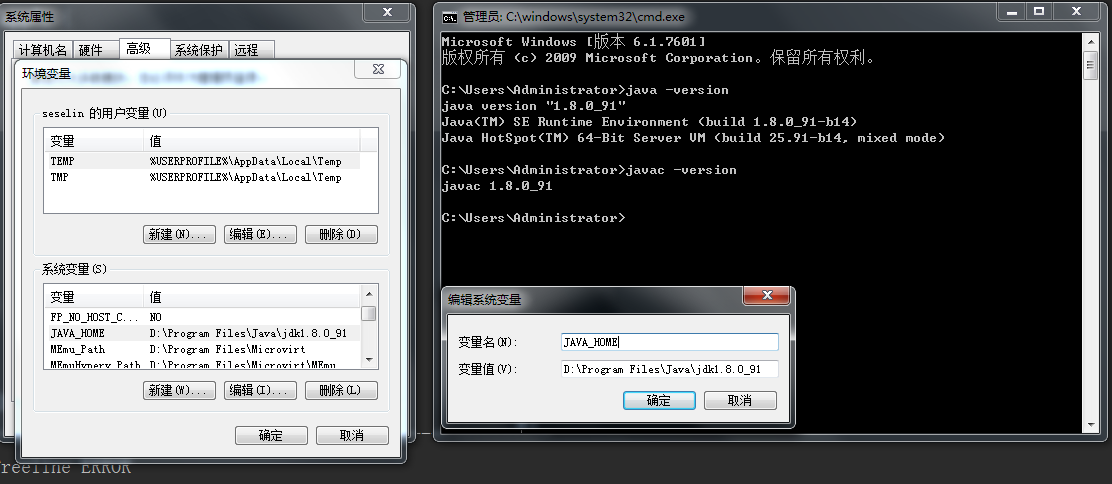 系统属性
计算机名 硬件 高级 系统保护 远程
环境变量
seselin 的用户变量(U)
变量 值
TEMP %USERPROFILE%\AppData\Local\Temp
TMP %USERPROFILE%\AppData\Local\Temp
新建(N)... 编辑(E)... 删除(D)
系统变量(S)
变量 值
FP_NO_HOST_C... NO
JAVA_HOME D:\Program Files\Java\jdk1.8.0_91
MEmu_Path D:\Program Files\Microvirt
MEmuHyperv_Path D:\Program Files\Microvirt\MEmu
新建(W)... 编辑(I)... 删除(L)
确定 取消
reeline ERROR
管理员: C:\windows\system32\cmd.exe
Microsoft Windows [版本 6.1.7601]
版权所有 (c) 2009 Microsoft Corporation。保留所有权利。
C:\Users\Administrator>java -version
java version "1.8.0_91"
Java(TM) SE Runtime Environment (build 1.8.0_91-b14)
Java HotSpot(TM) 64-Bit Server VM (build 25.91-b14, mixed mode)
C:\Users\Administrator>javac -version
javac 1.8.0_91
C:\Users\Administrator>
编辑系统变量
变量名(N): JAVA_HOME
变量值(V): D:\Program Files\Java\jdk1.8.0_91
确定 取消